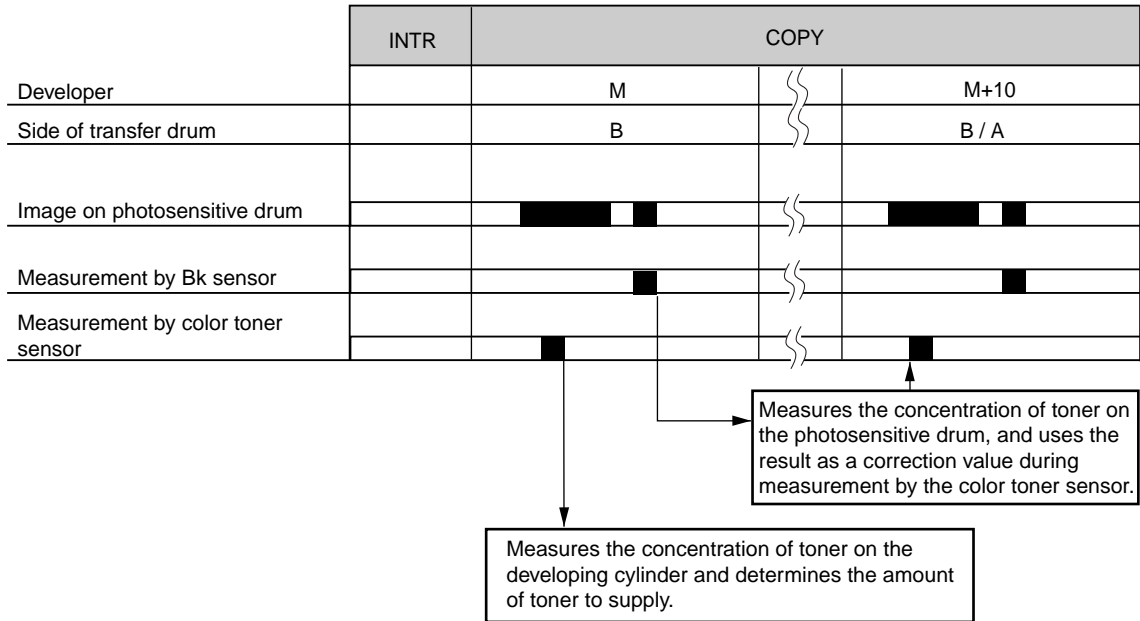 INTR COPY
Developer M M+10
Side of transfer drum B B / A
Image on photosensitive drum
Measurement by Bk sensor
Measurement by color toner
sensor
Measures the concentration of toner on
the photosensitive drum, and uses the
result as a correction value during
measurement by the color toner sensor.
Measures the concentration of toner on the
developing cylinder and determines the amount
of toner to supply.